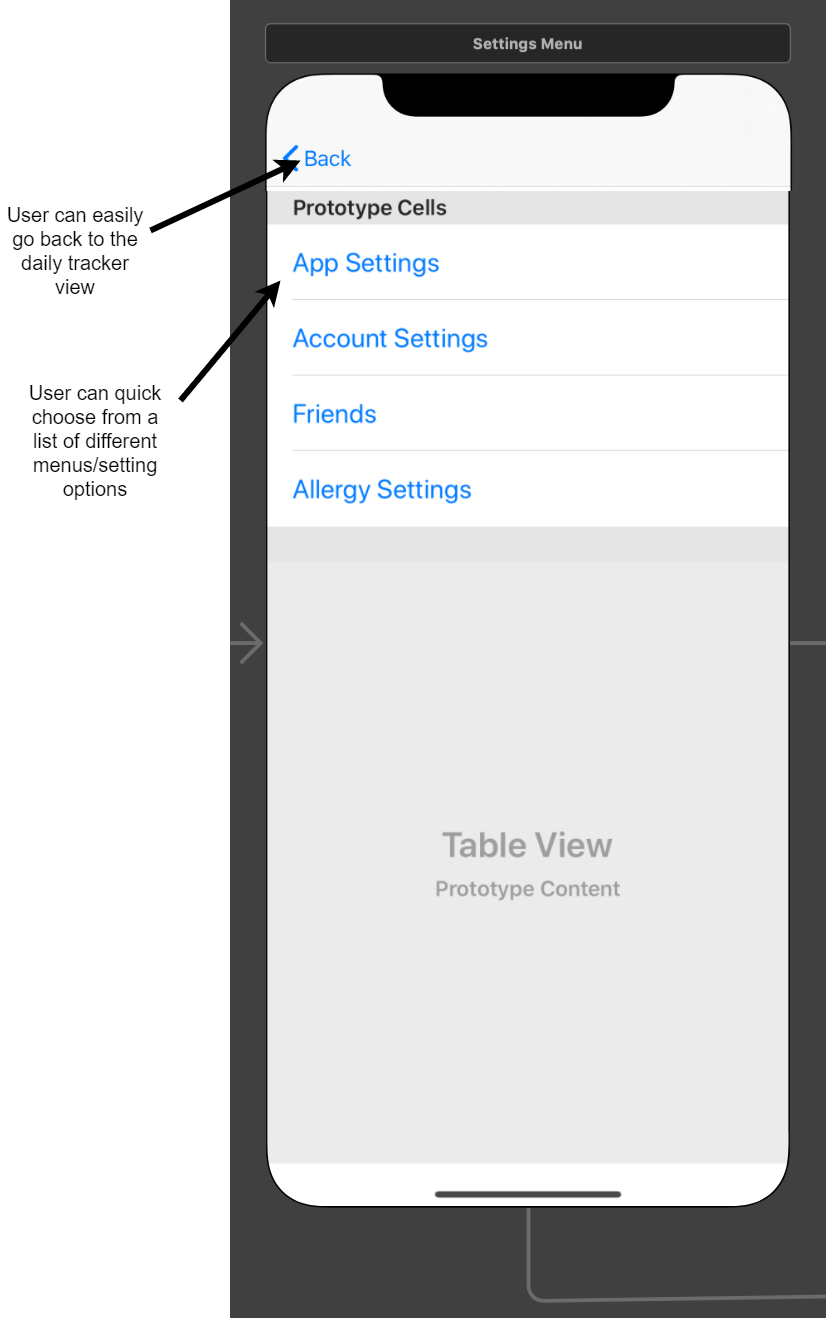 Settings Menu
Back
User can easily
go back to the
daily tracker
view
Prototype Cells
App Settings
Account Settings
Friends
Allergy Settings
User can quick
choose from a
list of different
menus/setting
options
Table View
Prototype Content